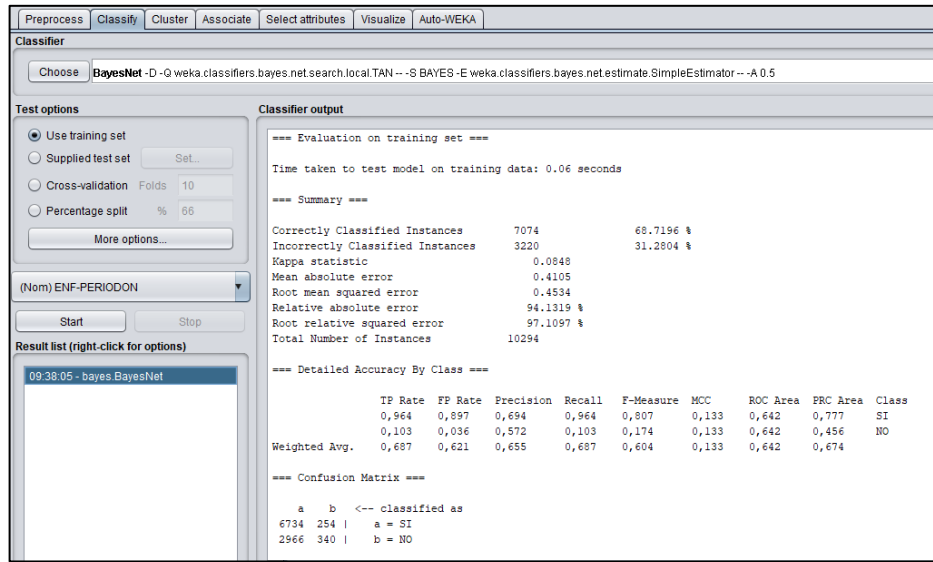 Preprocess Classify Cluster Associate Select attributes Visualize Auto-WEKA
Classifier
Choose BayesNet -D -Q weka.classifiers.bayes.net.search.local.TAN -- -S BAYES -E weka.classifiers.bayes.net.estimate.SimpleEstimator -- -A 0.5
Test options
Use training set
Supplied test set Set...
Cross-validation Folds 10
Percentage split % 66
More options...
(Nom) ENF-PERIODON
Start Stop
Result list (right-click for options)
09:38:05 - bayes.BayesNet
Classifier output
=== Evaluation on training set ===
Time taken to test model on training data: 0.06 seconds
=== Summary ===
Correctly Classified Instances 7074 68.7196 %
Incorrectly Classified Instances 3220 31.2804 %
Kappa statistic 0.0848
Mean absolute error 0.4105
Root mean squared error 0.4534
Relative absolute error 94.1319 %
Root relative squared error 97.1097 %
Total Number of Instances 10294
=== Detailed Accuracy By Class ===
TP Rate FP Rate Precision Recall F-Measure MCC ROC Area PRC Area Class
0,964 0,897 0,694 0,964 0,807 0,133 0,642 0,777 SI
0,103 0,036 0,572 0,103 0,174 0,133 0,642 0,456 NO
Weighted Avg. 0,687 0,621 0,655 0,687 0,604 0,133 0,642 0,674
=== Confusion Matrix ===
a b <-- classified as
6734 254 | a = SI
2966 340 | b = NO